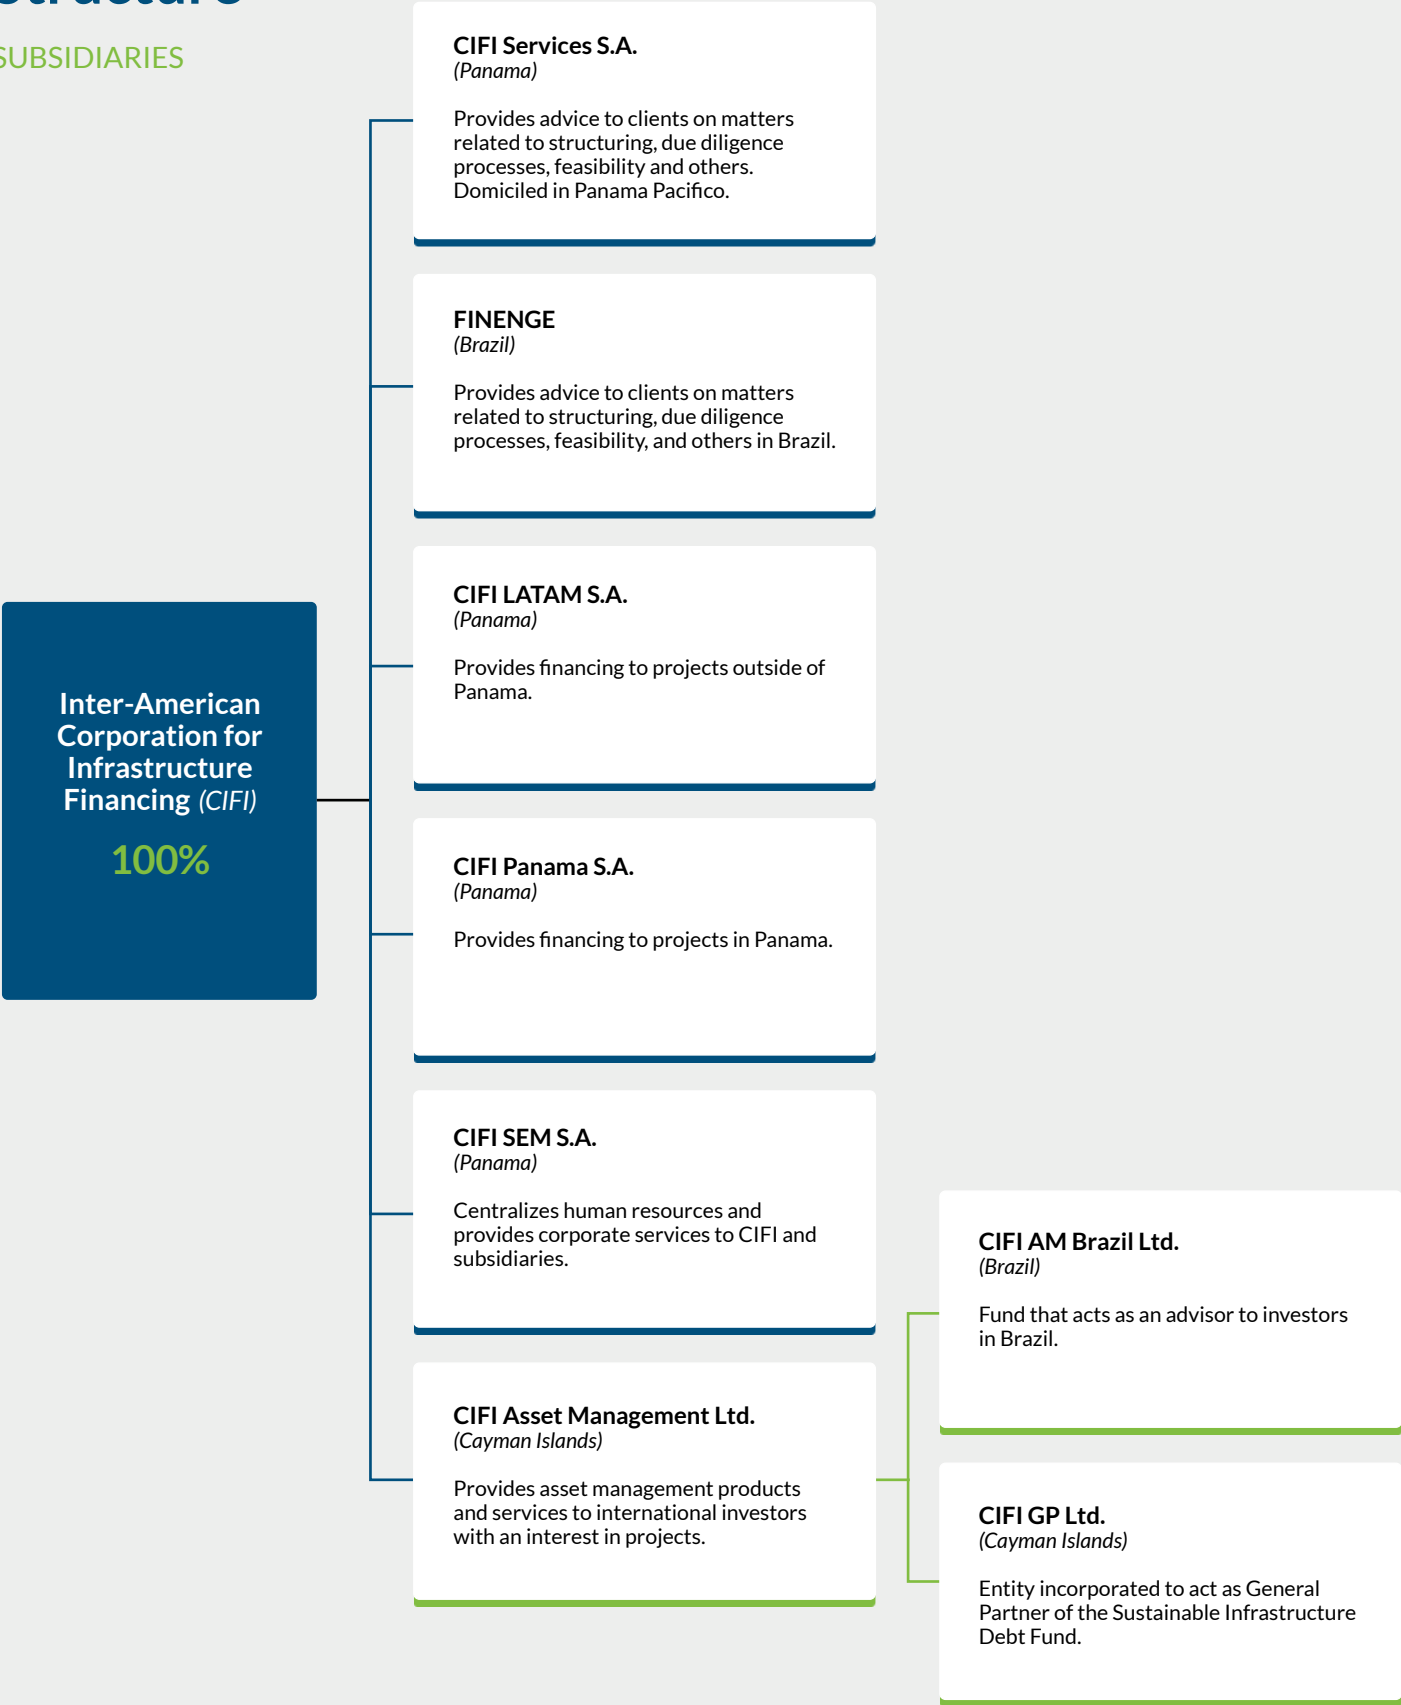 Structure
SUBSIDIARIES
CIFI Services S.A.
(Panama)
Provides advice to clients on matters
related to structuring, due diligence
processes, feasibility and others.
Domiciled in Panama Pacifico.
FINENGE
(Brazil)
Provides advice to clients on matters
related to structuring, due diligence
processes, feasibility, and others in Brazil.
CIFI LATAM S.A.
(Panama)
Provides financing to projects outside of
Panama.
Inter-American
Corporation for
Infrastructure
Financing (CIFI)
100%
CIFI Panama S.A.
(Panama)
Provides financing to projects in Panama.
CIFI SEM S.A.
(Panama)
Centralizes human resources and
provides corporate services to CIFI and
subsidiaries.
CIFI Asset Management Ltd.
(Cayman Islands)
Provides asset management products
and services to international investors
with an interest in projects.
CIFI AM Brazil Ltd.
(Brazil)
Fund that acts as an advisor to investors
in Brazil.
CIFI GP Ltd.
(Cayman Islands)
Entity incorporated to act as General
Partner of the Sustainable Infrastructure
Debt Fund.